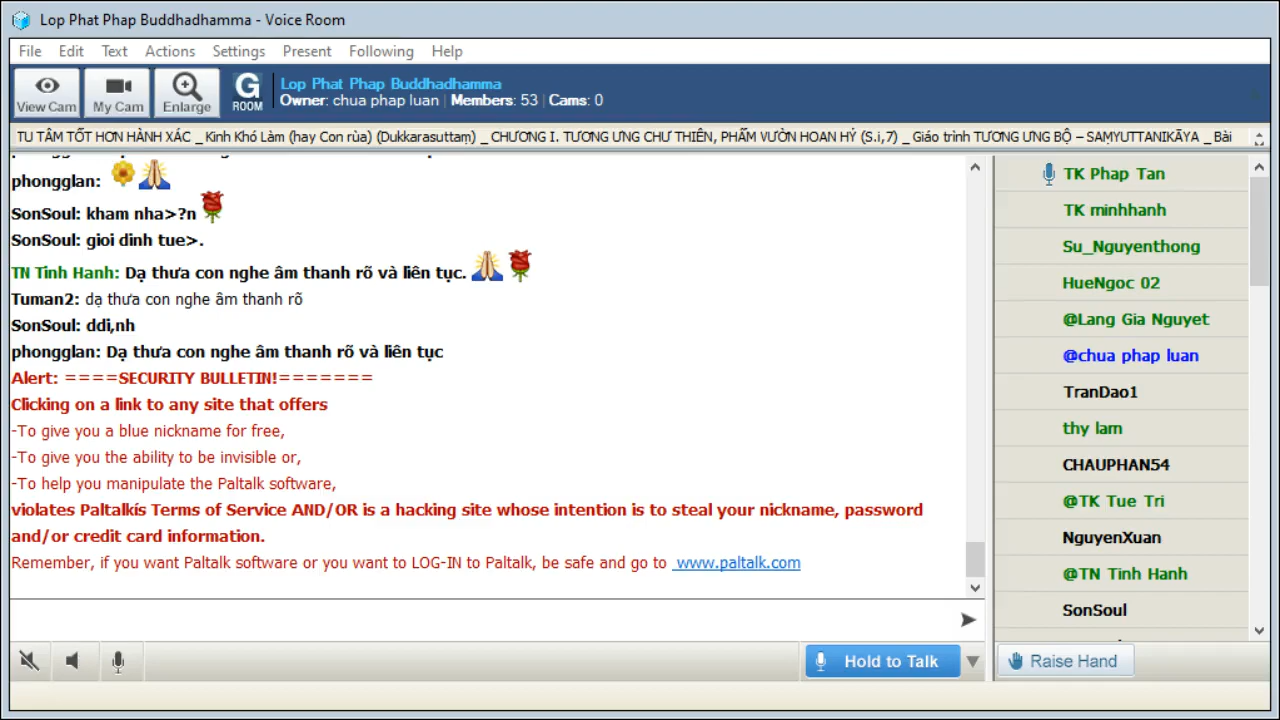 Lop Phat Phap Buddhadhamma - Voice Room
File Edit Text Actions Settings Present Following Help
View Cam My Cam Enlarge G ROOM
Lop Phat Phap Buddhadhamma
Owner: chua phap luan | Members: 53 | Cams: 0
TU TÂM TỐT HƠN HÀNH XÁC _ Kinh Khó Làm (hay Con rùa) (Dukkarasuttaṃ) _ CHƯƠNG I. TƯƠNG ƯNG CHƯ THIÊN, PHẨM VƯỜN HOAN HỶ (S.i,7) _ Giáo trình TƯƠNG ƯNG BỘ – SAṂYUTTANIKĀYA _ Bài
phongglan:
SonSoul: kham nha>?n
SonSoul: gioi dinh tue>.
TN Tinh Hanh: Dạ thưa con nghe âm thanh rõ và liên tục.
Tuman2: dạ thưa con nghe âm thanh rõ
SonSoul: ddi,nh
phongglan: Dạ thưa con nghe âm thanh rõ và liên tục
Alert: ====SECURITY BULLETIN!=======
Clicking on a link to any site that offers
-To give you a blue nickname for free,
-To give you the ability to be invisible or,
-To help you manipulate the Paltalk software,
violates Paltalkís Terms of Service AND/OR is a hacking site whose intention is to steal your nickname, password
and/or credit card information.
Remember, if you want Paltalk software or you want to LOG-IN to Paltalk, be safe and go to www.paltalk.com
TK Phap Tan
TK minhhanh
Su_Nguyenthong
HueNgoc 02
@Lang Gia Nguyet
@chua phap luan
TranDao1
thy lam
CHAUPHAN54
@TK Tue Tri
NguyenXuan
@TN Tinh Hanh
SonSoul
Hold to Talk
Raise Hand